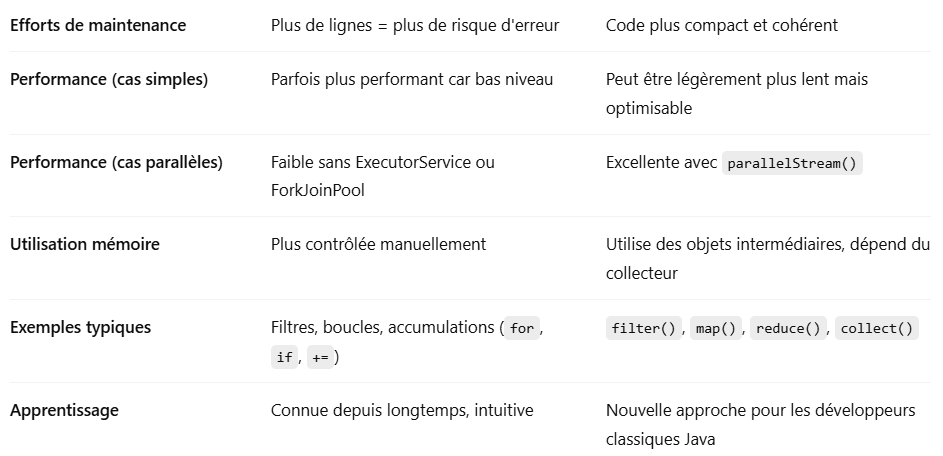 Efforts de maintenance Plus de lignes = plus de risque d'erreur Code plus compact et cohérent
Performance (cas simples) Parfois plus performant car bas niveau Peut être légèrement plus lent mais
optimisable
Performance (cas parallèles) Faible sans ExecutorService ou Excellente avec parallelStream()
ForkJoinPool
Utilisation mémoire Plus contrôlée manuellement Utilise des objets intermédiaires, dépend du
collecteur
Exemples typiques Filtres, boucles, accumulations ( for , filter() , map() , reduce() , collect()
if , += )
Apprentissage Connue depuis longtemps, intuitive Nouvelle approche pour les développeurs
classiques Java